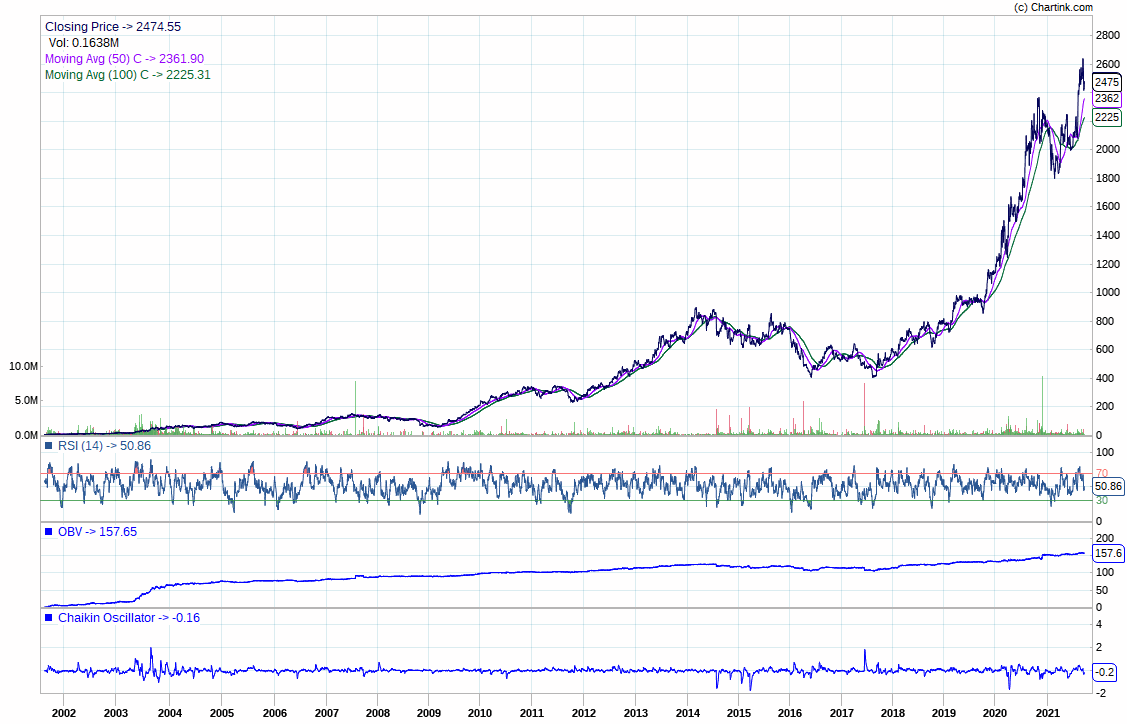 (c) Chartink.com
Closing Price -> 2474.55
Vol: 0.1638M
Moving Avg (50) C -> 2361.90
Moving Avg (100) C -> 2225.31
2800
2600
2475
2362
2225
2000
1800
1600
1400
1200
1000
800
600
400
200
0
10.0M
5.0M
0.0M
RSI (14) -> 50.86
100
70
50.86
30
0
OBV -> 157.65
200
157.6
100
50
0
Chaikin Oscillator -> -0.16
4
2
-0.2
-2
2002 2003 2004 2005 2006 2007 2008 2009 2010 2011 2012 2013 2014 2015 2016 2017 2018 2019 2020 2021